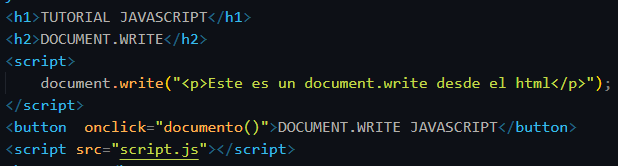 <h1>TUTORIAL JAVASCRIPT</h1>
<h2>DOCUMENT.WRITE</h2>
<script>
    document.write("<p>Este es un document.write desde el html</p>");
</script>
<button  onclick="documento()">DOCUMENT.WRITE JAVASCRIPT</button>
<script src="script.js"></script>